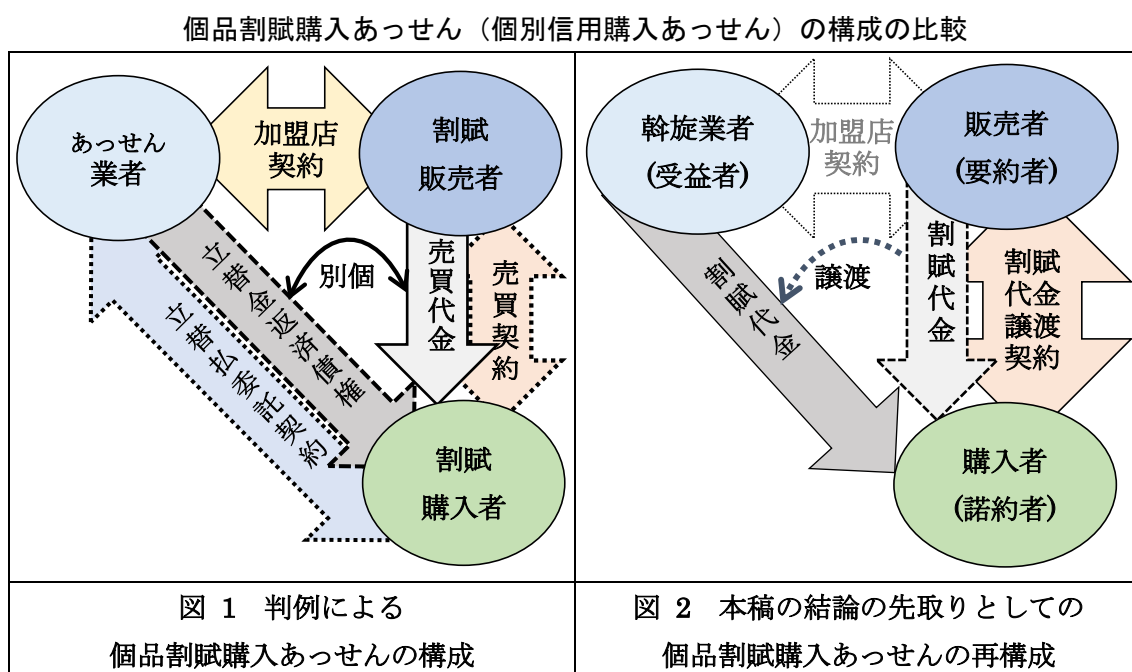 個品割賦購入あっせん（個別信用購入あっせん）の構成の比較
あっせん
業者
加盟店
契約
割賦
販売者
立替金返済債権
別個
売買代金
売買契約
立替払委託契約
割賦
購入者
図 1 判例による
個品割賦購入あっせんの構成
斡旋業者
(受益者)
加盟店
契約
販売者
(要約者)
割賦代金
譲渡
割賦代金
割賦
代金
譲渡
契約
購入者
(諾約者)
図 2 本稿の結論の先取りとしての
個品割賦購入あっせんの再構成